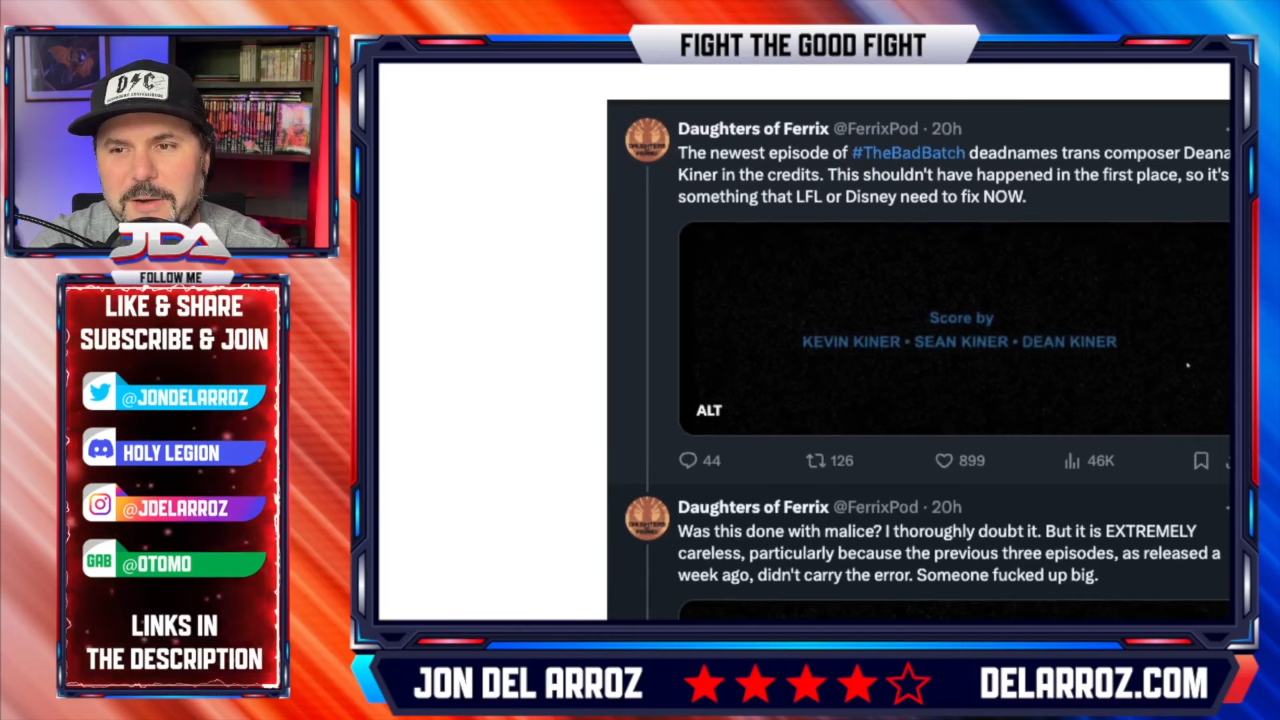 FIGHT THE GOOD FIGHT
D C
JDA
FOLLOW ME
LIKE & SHARE
SUBSCRIBE & JOIN
@JONDELARROZ
HOLY LEGION
@JDELARROZ
GAB
@OTOMO
LINKS IN
THE DESCRIPTION
Daughters of Ferrix @FerrixPod · 20h
The newest episode of #TheBadBatch deadnames trans composer Deana
Kiner in the credits. This shouldn't have happened in the first place, so it's
something that LFL or Disney need to fix NOW.
Score by
KEVIN KINER • SEAN KINER • DEAN KINER
ALT
44 126 899 46K
Daughters of Ferrix @FerrixPod · 20h
Was this done with malice? I thoroughly doubt it. But it is EXTREMELY
careless, particularly because the previous three episodes, as released a
week ago, didn't carry the error. Someone fucked up big.
JON DEL ARROZ
DELARROZ.COM